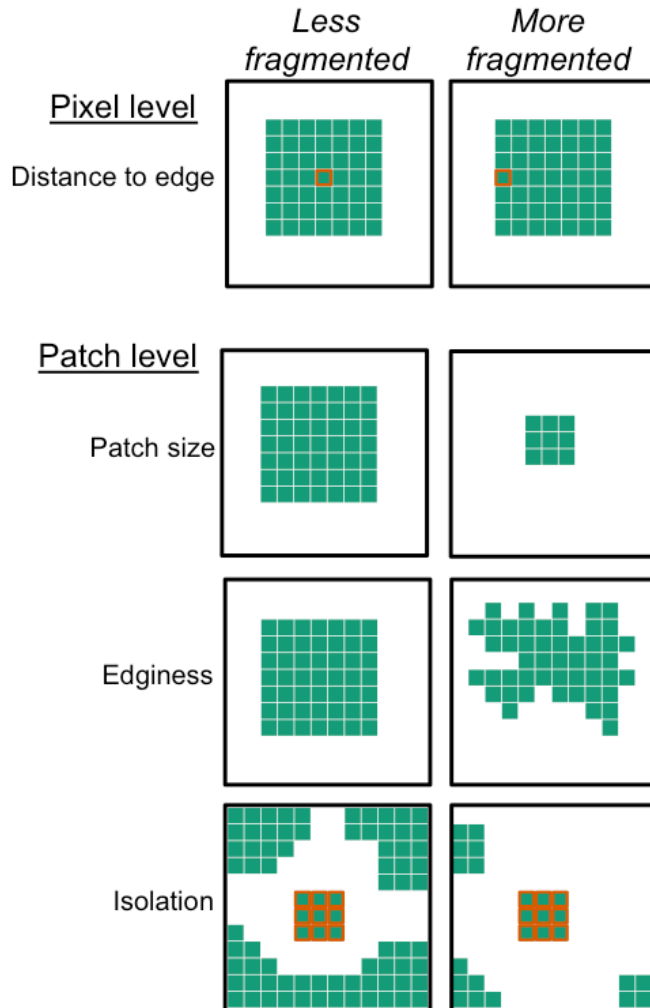 Less
fragmented
More
fragmented
Pixel level
Distance to edge
Patch level
Patch size
Edginess
Isolation